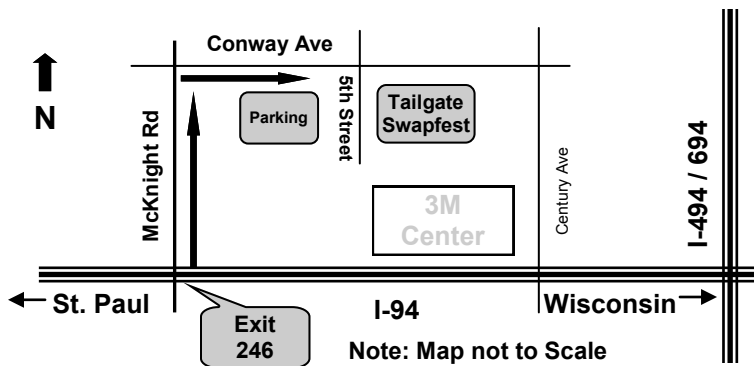 Conway Ave
N
McKnight Rd
Parking
5th Street
Tailgate
Swapfest
Century Ave
I-494 / 694
3M
Center
St. Paul
Exit
246
I-94
Wisconsin
Note: Map not to Scale